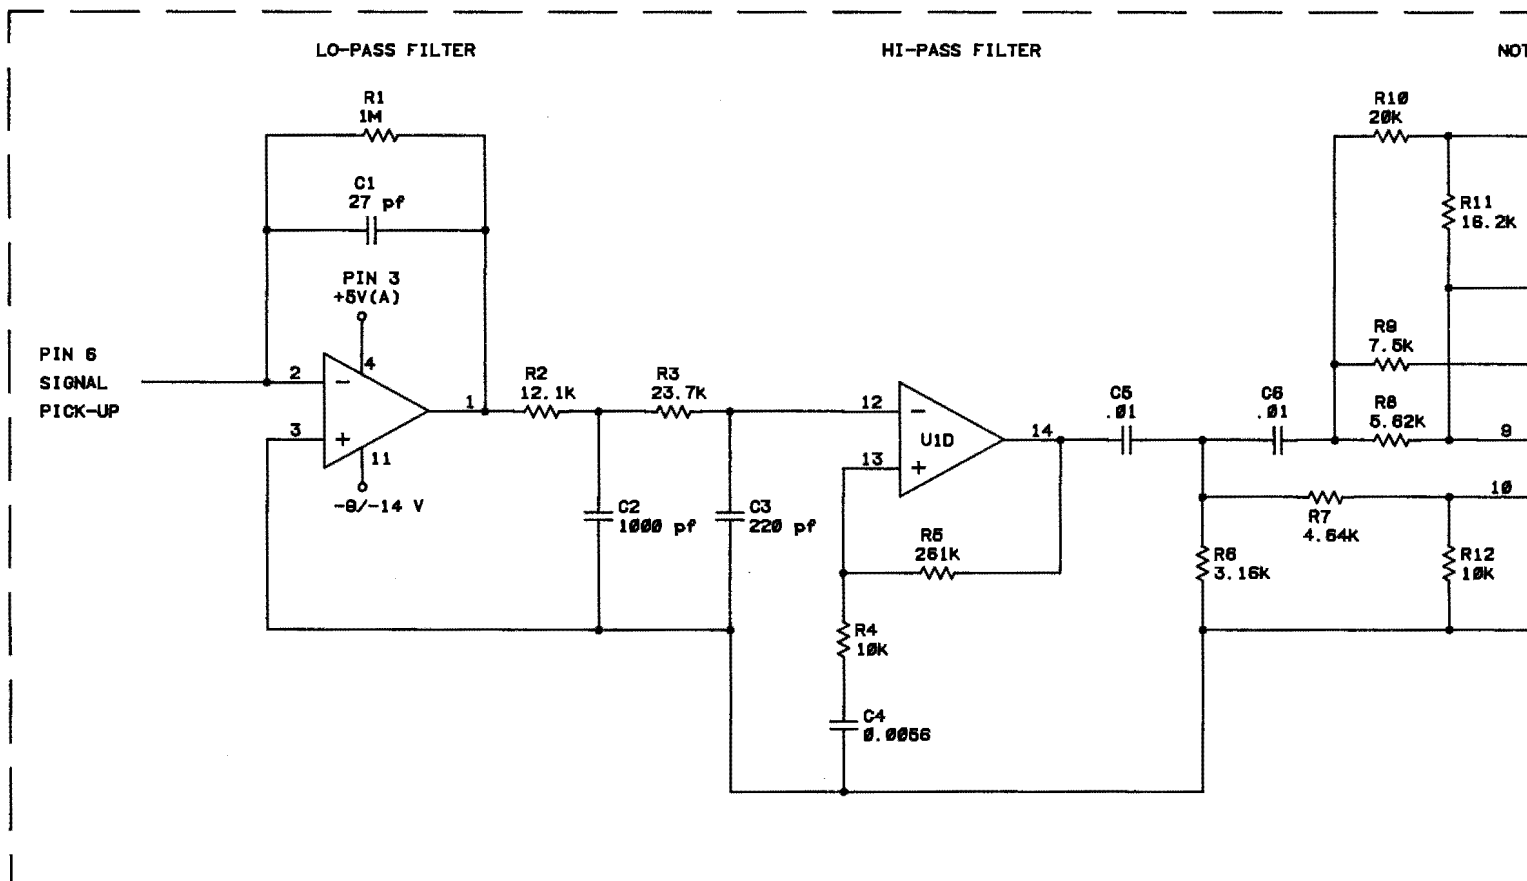 LO-PASS FILTER
HI-PASS FILTER
NOT
R1
1M
C1
27 pf
PIN 3
+5V(A)
PIN 6
SIGNAL
PICK-UP
2
4
-
3
+
1
11
-8/-14 V
R2
12.1K
R3
23.7K
C2
1000 pf
C3
220 pf
12
-
U1D
14
13
+
R5
261K
R4
10K
C4
0.0056
C5
.01
C6
.01
R10
20K
R11
16.2K
R9
7.5K
R8
5.62K
9
10
R7
4.64K
R6
3.16K
R12
10K